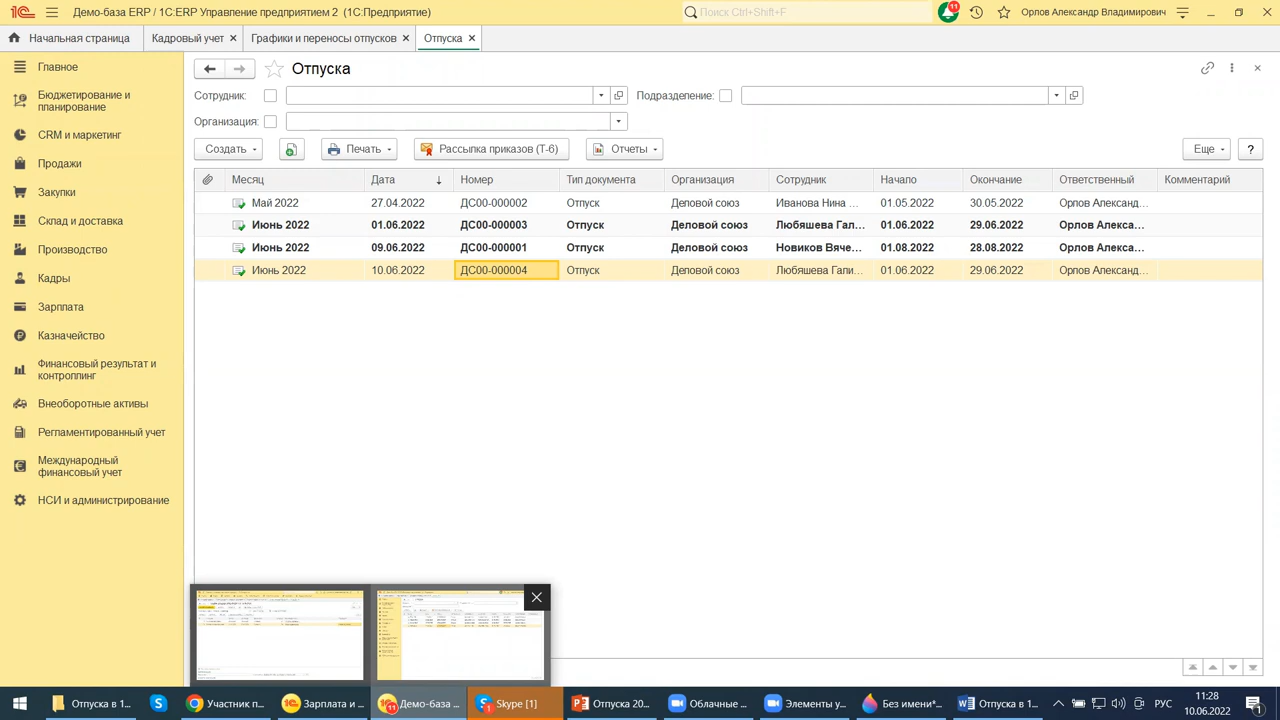 Демо-база ERP / 1С:ERP Управление предприятием 2 (1С:Предприятие)
Поиск Ctrl+Shift+F
11
Орлов Александр Владимирович
Начальная страница
Кадровый учет ×
Графики и переносы отпусков ×
Отпуска ×
Главное
Бюджетирование и
планирование
CRM и маркетинг
Продажи
Закупки
Склад и доставка
Производство
Кадры
Зарплата
Казначейство
Финансовый результат и
контроллинг
Внеоборотные активы
Регламентированный учет
Международный
финансовый учет
НСИ и администрирование
Отпуска
Сотрудник:
Подразделение:
Организация:
Создать
Печать
Рассылка приказов (Т-6)
Отчеты
Еще
?
Месяц Дата Номер Тип документа Организация Сотрудник Начало Окончание Ответственный Комментарий
Май 2022 27.04.2022 ДС00-000002 Отпуск Деловой союз Иванова Нина ... 01.05.2022 30.05.2022 Орлов Александ...
Июнь 2022 01.06.2022 ДС00-000003 Отпуск Деловой союз Любяшева Гал... 01.06.2022 29.06.2022 Орлов Алекса...
Июнь 2022 09.06.2022 ДС00-000001 Отпуск Деловой союз Новиков Вяче... 01.08.2022 28.08.2022 Орлов Алекса...
Июнь 2022 10.06.2022 ДС00-000004 Отпуск Деловой союз Любяшева Гали... 01.06.2022 29.06.2022 Орлов Александ...
Отпуска в 1...
Участник п...
Зарплата и ...
Демо-база ...
11
Skype [1]
Отпуска 20...
Облачные ...
Элементы у...
Без имени*...
Отпуска в 1...
РУС
11:28
10.06.2022